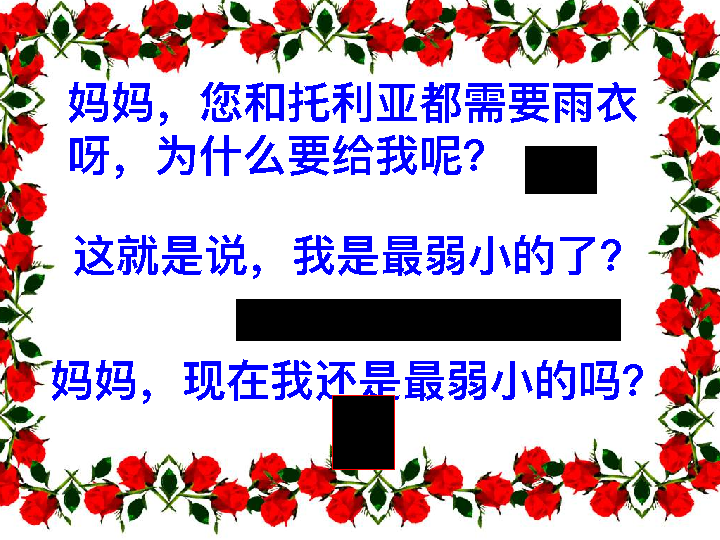 妈妈，您和托利亚都需要雨衣
呀，为什么要给我呢？
这就是说，我是最弱小的了？
妈妈，现在我还是最弱小的吗？